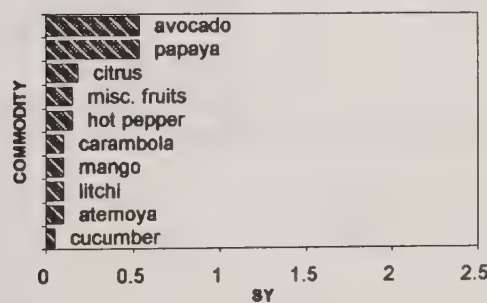 avocado
papaya
citrus
misc. fruits
hot pepper
carambola
mango
litchi
atemoya
cucumber
COMMODITY
0 0.5 1 1.5 2 2.5
SY